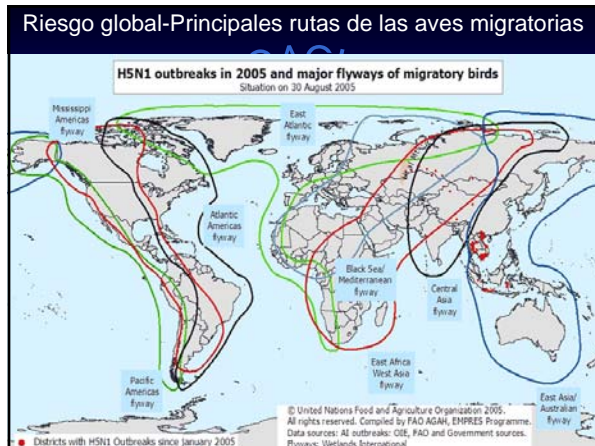 Riesgo global-Principales rutas de las aves migratorias
H5N1 outbreaks in 2005 and major flyways of migratory birds
Situation on 30 August 2005
Mississippi
Americas
flyway
East
Atlantic
flyway
Atlantic
Americas
flyway
Black Sea/
Mediterranean
flyway
Central
Asia
flyway
East Africa
West Asia
flyway
Pacific
Americas
flyway
East Asia/
Australian
flyway
Districts with H5N1 Outbreaks since January 2005
© United Nations Food and Agriculture Organization 2005.
All rights reserved. Compiled by FAO AGAH, EMPRES Programme.
Data sources: AI outbreaks: OIE, FAO and Government sources.
Flyways: Wetlands International